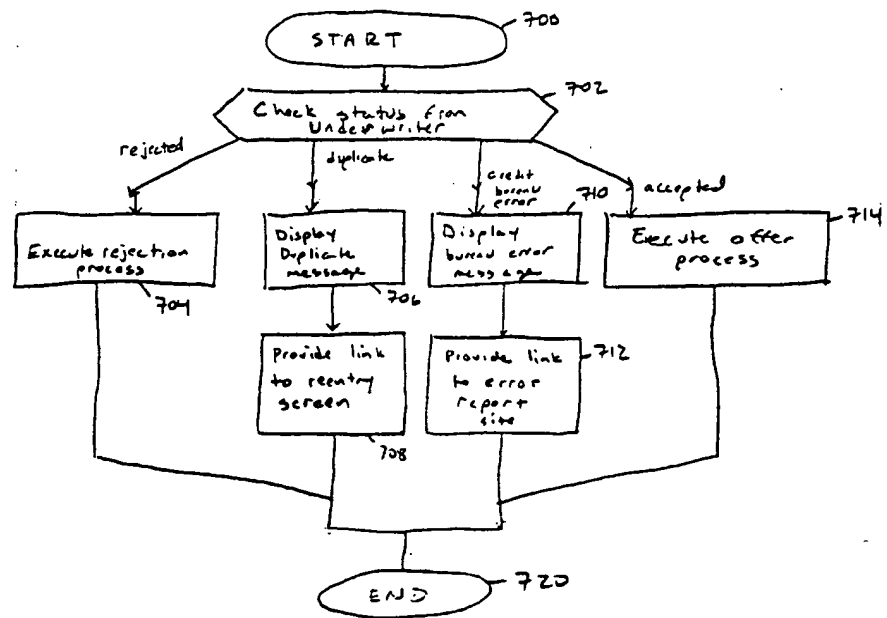 700
START
702
Check status from
Underwriter
rejected
duplicate
credit
bureau
error
accepted
710
714
Execute rejection
process
704
Display
Duplicate
message
706
Display
bureau error
message
Execute offer
process
Provide link
to reentry
screen
708
Provide link
to error
report
site
712
END
720